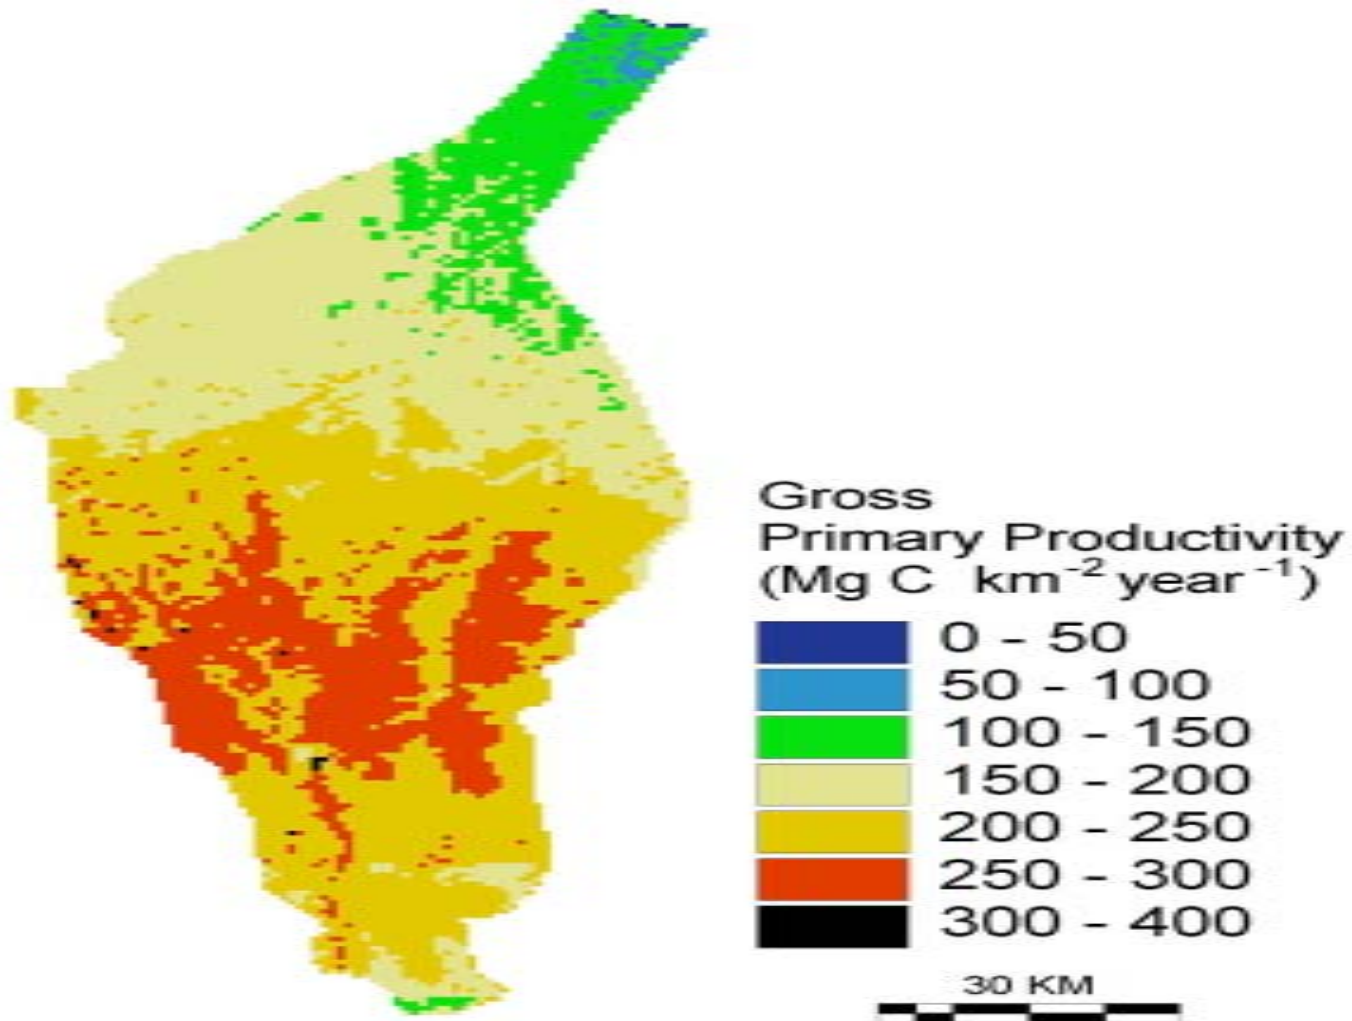 Gross
Primary Productivity
(Mg C km⁻² year⁻¹)
0 - 50
50 - 100
100 - 150
150 - 200
200 - 250
250 - 300
300 - 400
30 KM